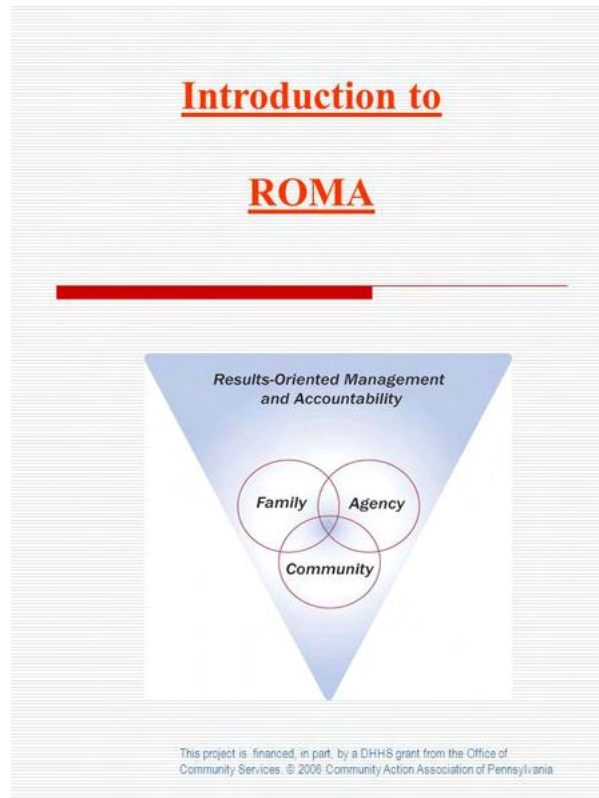 Introduction to
ROMA
Results-Oriented Management
and Accountability
Family
Agency
Community
This project is financed, in part, by a DHHS grant from the Office of
Community Services. © 2006 Community Action Association of Pennsylvania